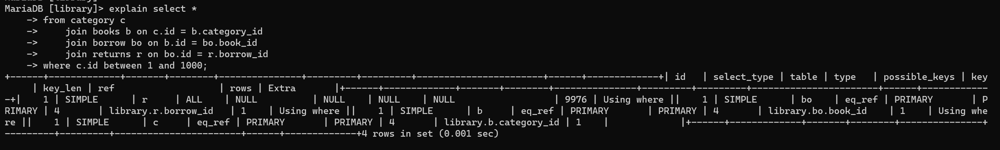 MariaDB [library]> explain select *
    -> from category c
    ->     join books b on c.id = b.category_id
    ->     join borrow bo on b.id = bo.book_id
    ->     join returns r on bo.id = r.borrow_id
    -> where c.id between 1 and 1000;
+------+-------------+-------+--------+---------------+---------+---------+-----------------------+------+-------------+| id   | select_type | table | type   | possible_keys | key
     | key_len | ref                   | rows | Extra       |+------+-------------+-------+--------+---------------+---------+---------+-----------------------+------+------------
-+|    1 | SIMPLE      | r     | ALL    | NULL          | NULL    | NULL    | NULL                  | 9976 | Using where ||    1 | SIMPLE      | bo    | eq_ref | PRIMARY       | P
RIMARY | 4       | library.r.borrow_id   | 1    | Using where ||    1 | SIMPLE      | b     | eq_ref | PRIMARY       | PRIMARY | 4       | library.bo.book_id    | 1    | Using whe
re ||    1 | SIMPLE      | c     | eq_ref | PRIMARY       | PRIMARY | 4       | library.b.category_id | 1    |             |+------+-------------+-------+--------+---------------+
---------+---------+-----------------------+------+-------------+4 rows in set (0.001 sec)